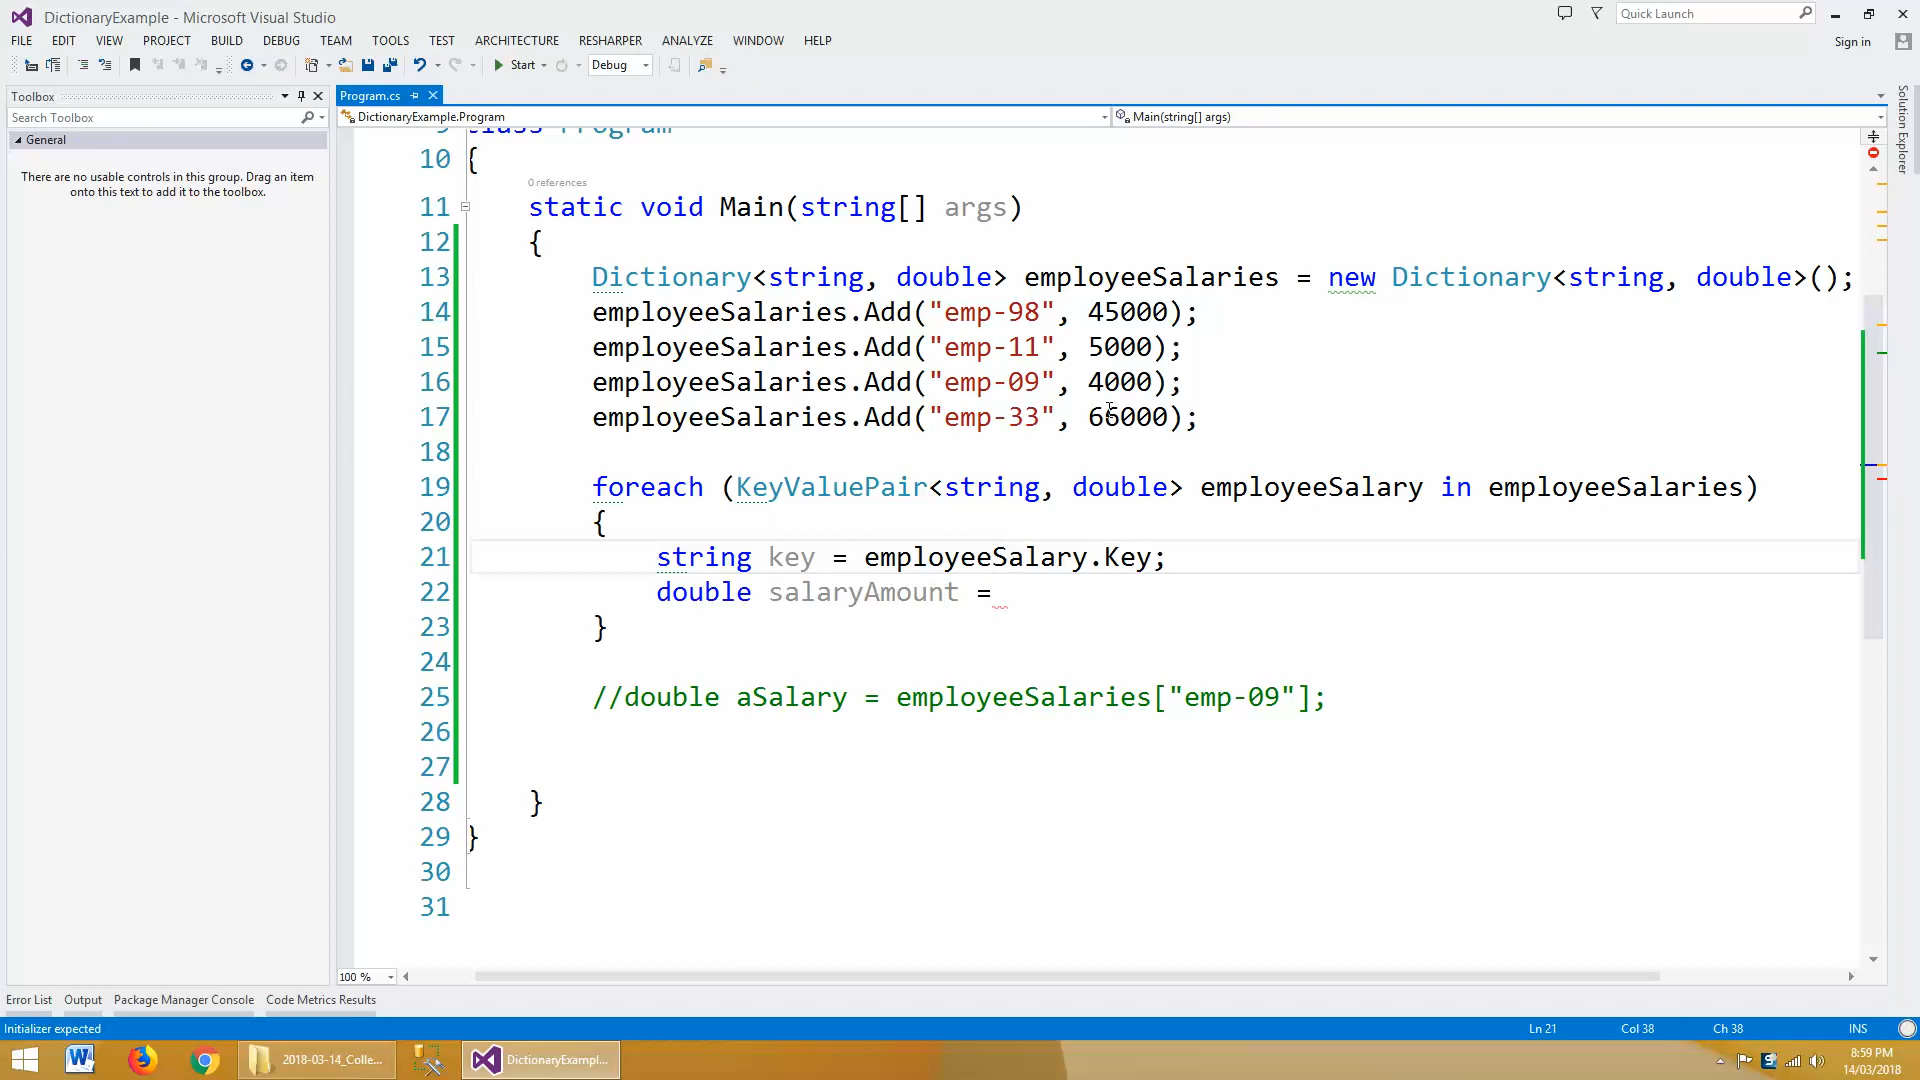 DictionaryExample - Microsoft Visual Studio
Quick Launch
FILE EDIT VIEW PROJECT BUILD DEBUG TEAM TOOLS TEST ARCHITECTURE RESHARPER ANALYZE WINDOW HELP
Sign in
Start Debug
Toolbox
Program.cs
Search Toolbox
DictionaryExample.Program
Main(string[] args)
Solution Explorer
General
There are no usable controls in this group. Drag an item
onto this text to add it to the toolbox.
9 class Program
10 {
0 references
11 static void Main(string[] args)
12 {
13 Dictionary<string, double> employeeSalaries = new Dictionary<string, double>();
14 employeeSalaries.Add("emp-98", 45000);
15 employeeSalaries.Add("emp-11", 5000);
16 employeeSalaries.Add("emp-09", 4000);
17 employeeSalaries.Add("emp-33", 66000);
18
19 foreach (KeyValuePair<string, double> employeeSalary in employeeSalaries)
20 {
21 string key = employeeSalary.Key;
22 double salaryAmount =
23 }
24
25 //double aSalary = employeeSalaries["emp-09"];
26
27
28 }
29 }
30
31
100 %
Error List Output Package Manager Console Code Metrics Results
Initializer expected Ln 21 Col 38 Ch 38 INS
2018-03-14_Colle...
DictionaryExampl...
8:59 PM
14/03/2018